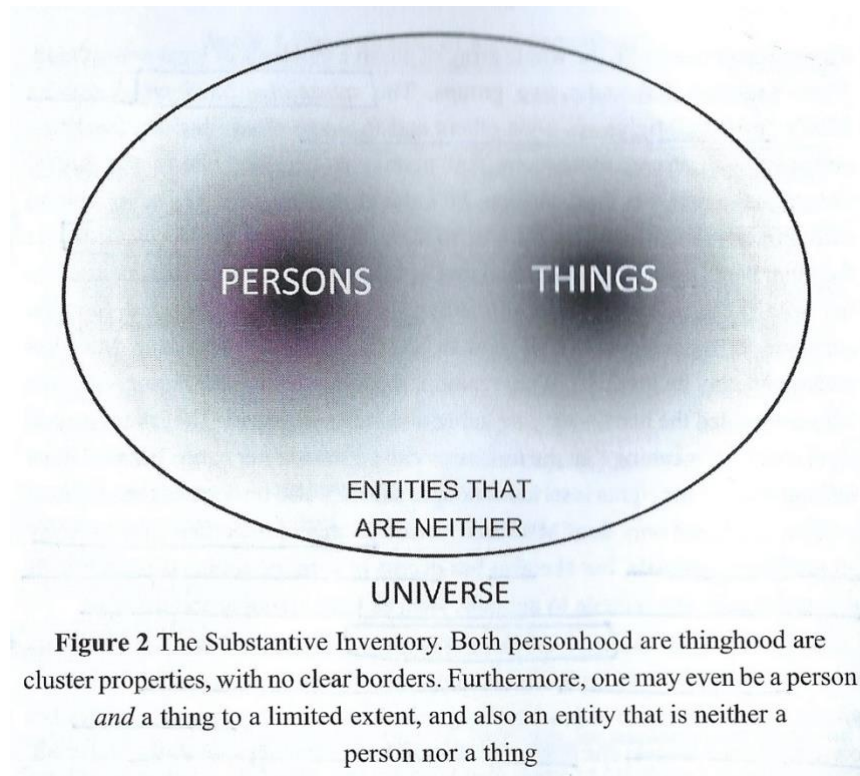 PERSONS
THINGS
ENTITIES THAT
ARE NEITHER
UNIVERSE
Figure 2 The Substantive Inventory. Both personhood are thinghood are
cluster properties, with no clear borders. Furthermore, one may even be a person
and a thing to a limited extent, and also an entity that is neither a
person nor a thing